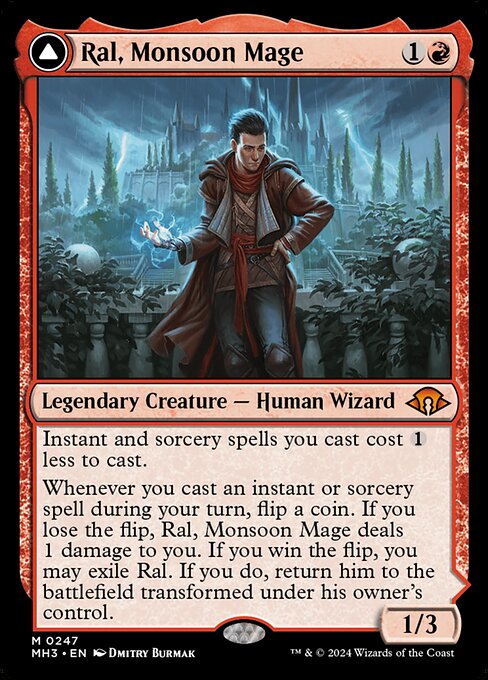 Ral, Monsoon Mage 1
Legendary Creature — Human Wizard
Instant and sorcery spells you cast cost 1
less to cast.
Whenever you cast an instant or sorcery
spell during your turn, flip a coin. If you
lose the flip, Ral, Monsoon Mage deals
1 damage to you. If you win the flip, you
may exile Ral. If you do, return him to the
battlefield transformed under his owner's
control.
1/3
M 0247
MH3 • EN Dmitry Burmak
™ & © 2024 Wizards of the Coast